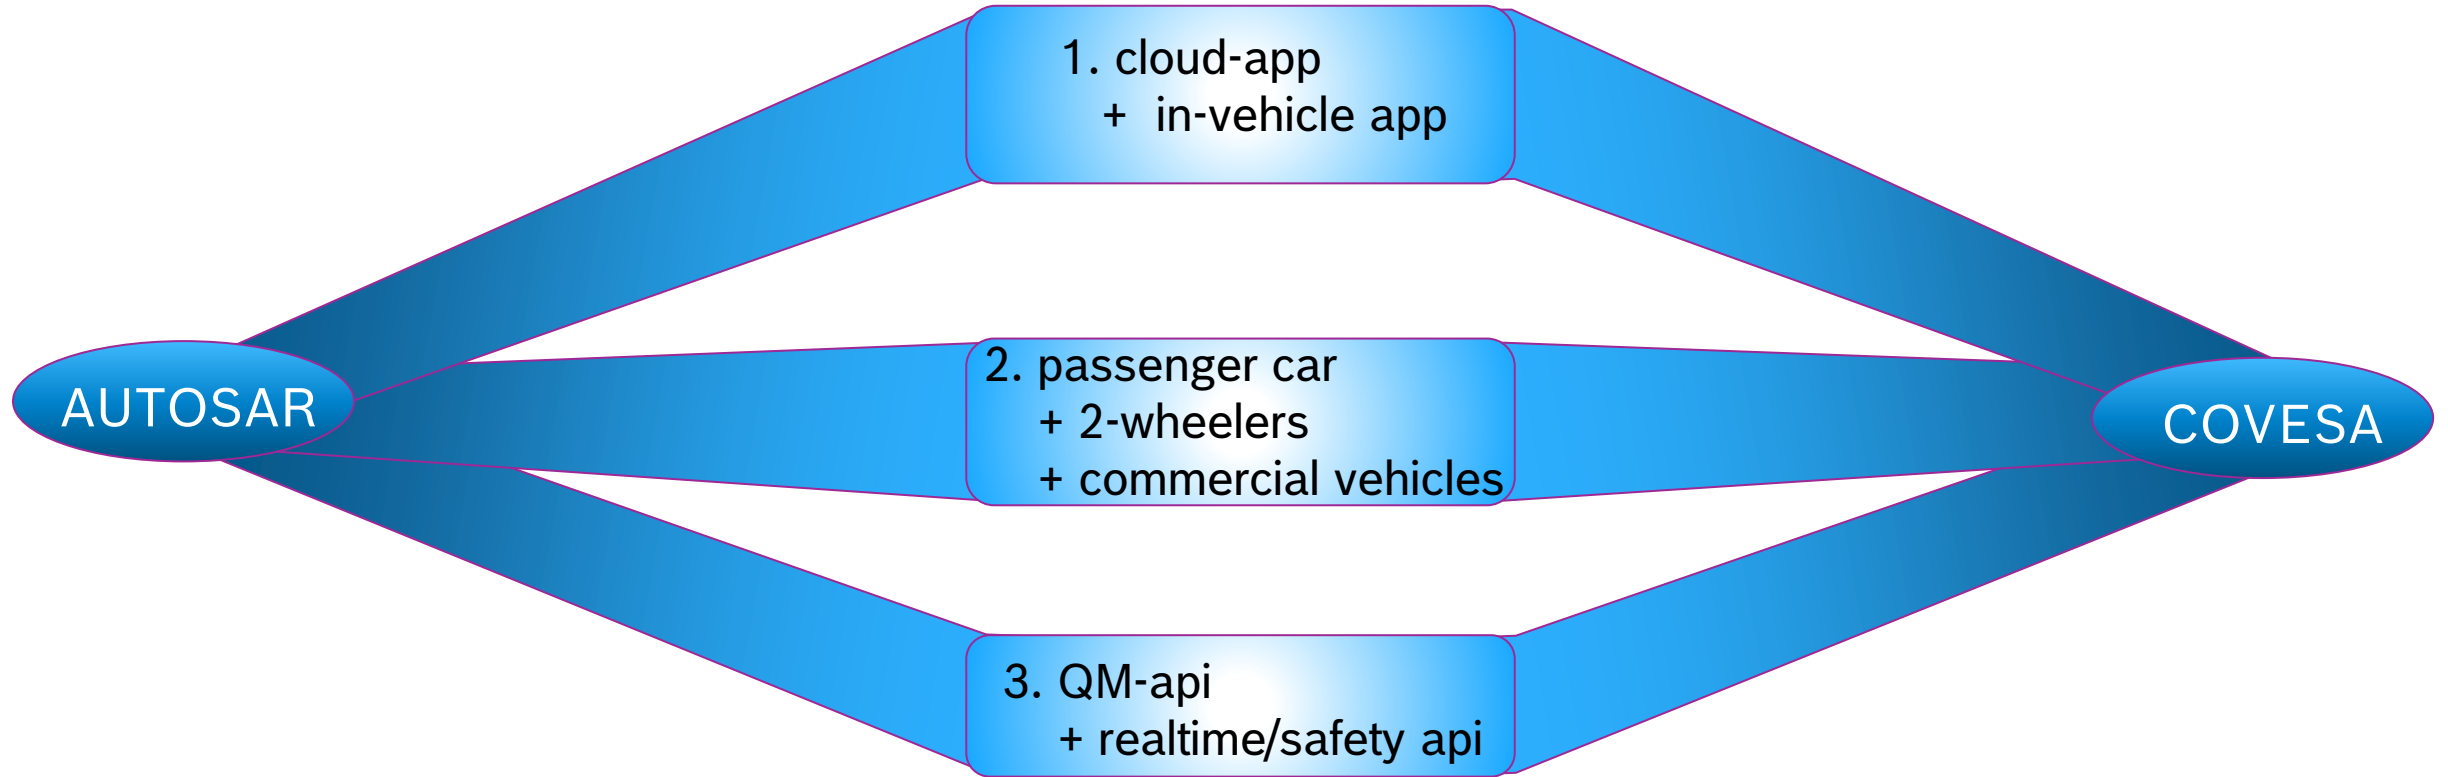 1. cloud-app
+ in-vehicle app
AUTOSAR
2. passenger car
+ 2-wheelers
+ commercial vehicles
COVESA
3. QM-api
+ realtime/safety api